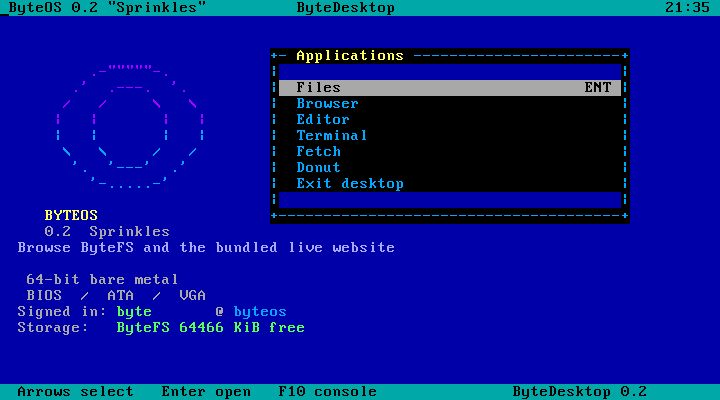 ByteOS 0.2 "Sprinkles" ByteDesktop 21:35
Applications
Files ENT
Browser
Editor
Terminal
Fetch
Donut
Exit desktop
BYTEOS
0.2 Sprinkles
Browse ByteFS and the bundled live website
64-bit bare metal
BIOS / ATA / VGA
Signed in: byte @ byteos
Storage: ByteFS 64466 KiB free
Arrows select Enter open F10 console ByteDesktop 0.2